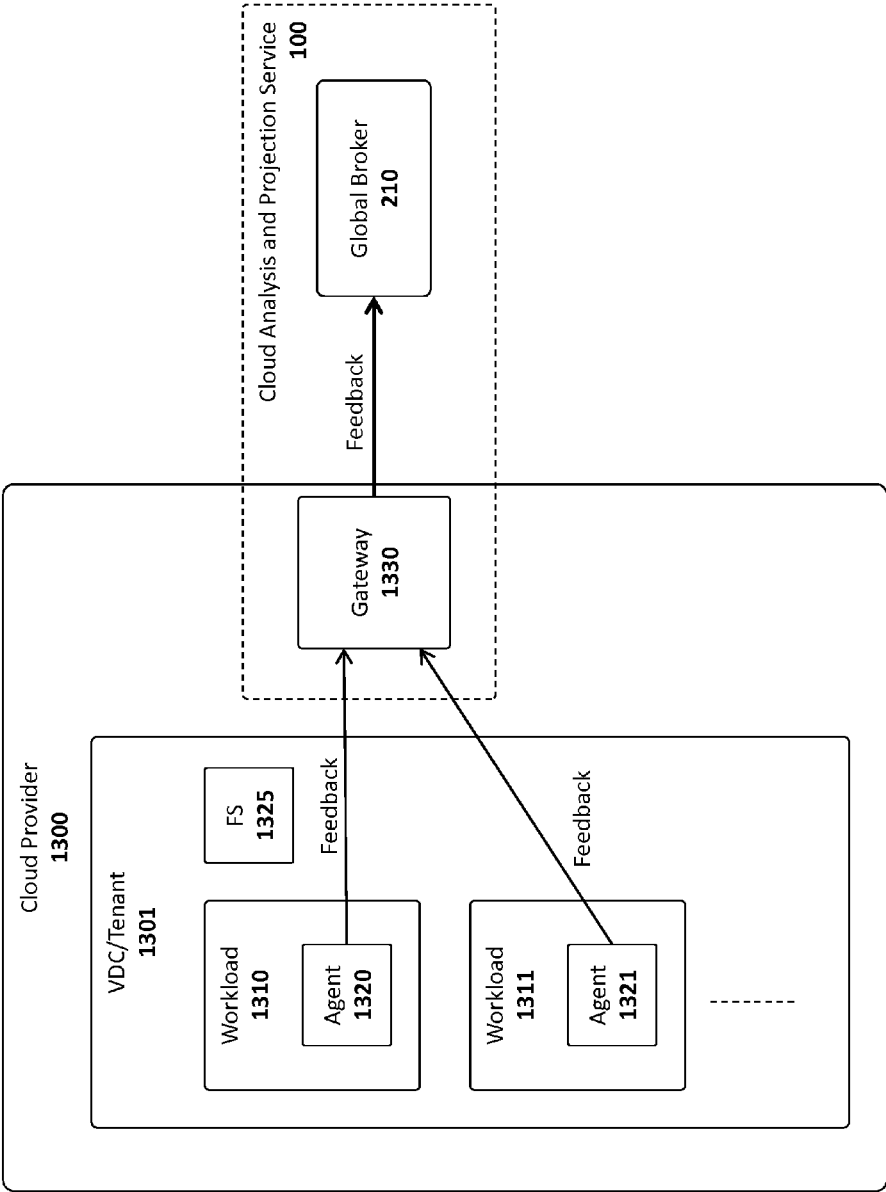 Cloud Provider
1300
VDC/Tenant
1301
Workload
1310
Agent
1320
FS
1325
Feedback
Workload
1311
Agent
1321
Feedback
Gateway
1330
Feedback
Cloud Analysis and Projection Service
100
Global Broker
210